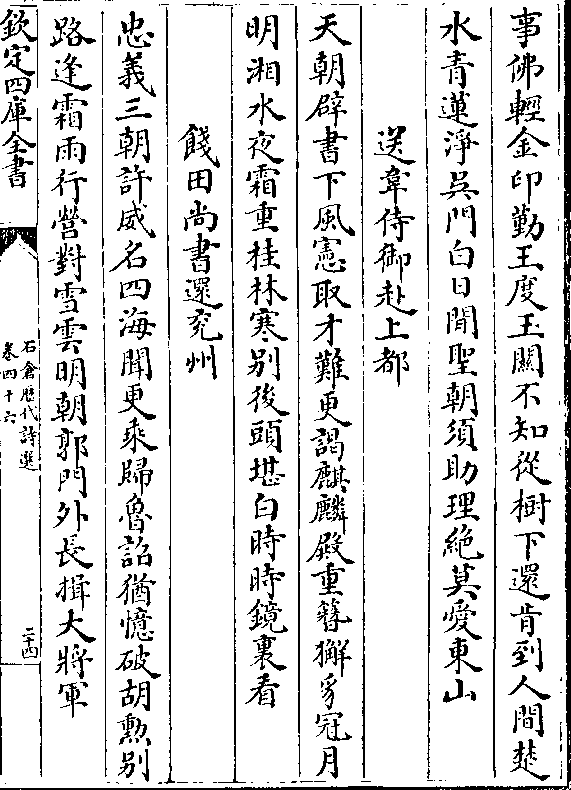 事佛輕金印勤王度玉關不知從樹下還肯到人間楚
水青蓮淨吳門白日閒聖朝須助理絶莫愛東山
送韋侍御赴上都
天朝辟書下風憲取才難更謁麒麟殿重簪獬豸冠月
明湘水夜霜重桂林寒别後頭堪白時時鏡裏看
餞田尚書還兖州
忠義三朝許威名四海聞更乘歸魯詔猶憶破胡勲别
路逢霜雨行營對雪雲明朝郭門外長揖大將軍
欽定四庫全書
石倉歴代詩選
卷四十六
二十四